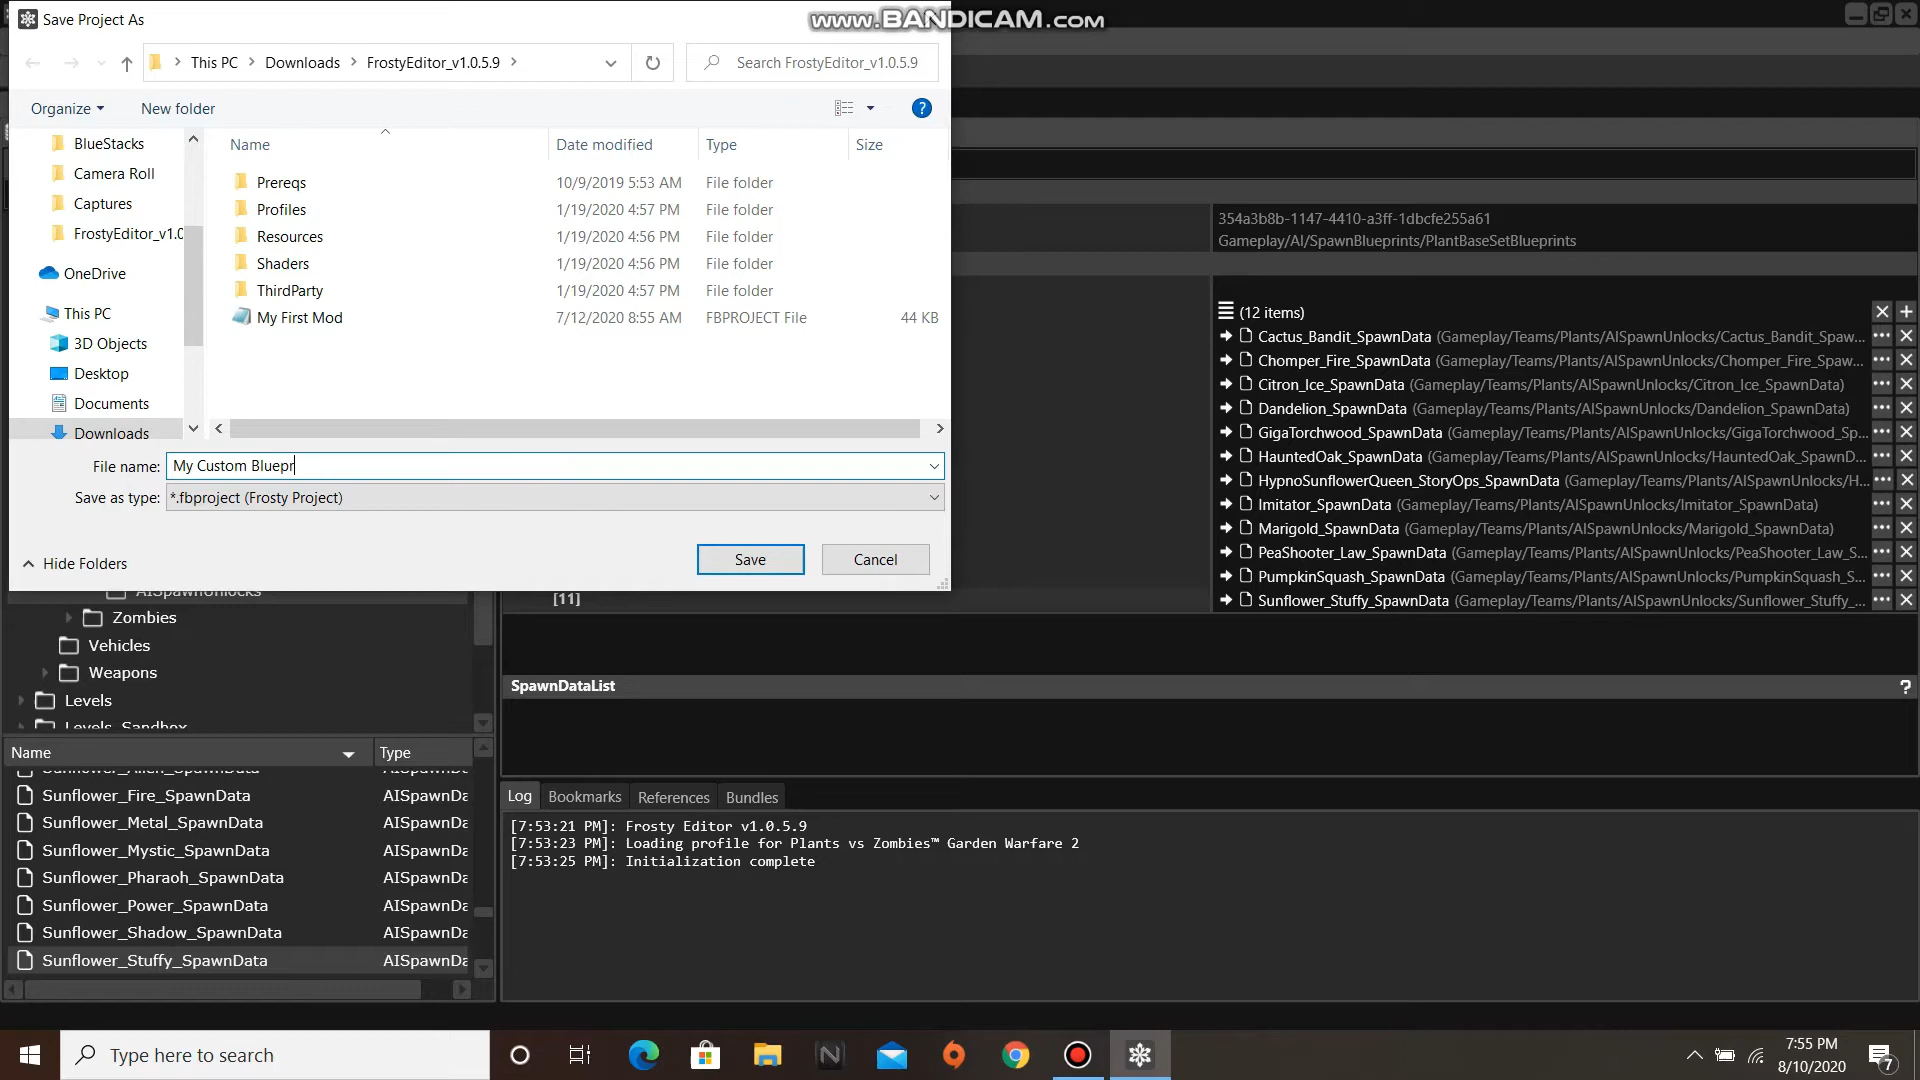 Save Project As
www.BANDICAM.com
This PC > Downloads > FrostyEditor_v1.0.5.9 >
Search FrostyEditor_v1.0.5.9
Organize
New folder
BlueStacks
Camera Roll
Captures
FrostyEditor_v1.0
OneDrive
This PC
3D Objects
Desktop
Documents
Downloads
Name Date modified Type Size
Prereqs 10/9/2019 5:53 AM File folder
Profiles 1/19/2020 4:57 PM File folder
Resources 1/19/2020 4:56 PM File folder
Shaders 1/19/2020 4:56 PM File folder
ThirdParty 1/19/2020 4:57 PM File folder
My First Mod 7/12/2020 8:55 AM FBPROJECT File 44 KB
File name: My Custom Bluepr
Save as type: *.fbproject (Frosty Project)
Hide Folders
Save
Cancel
354a3b8b-1147-4410-a3ff-1dbcfe255a61
Gameplay/AI/SpawnBlueprints/PlantBaseSetBlueprints
(12 items)
Cactus_Bandit_SpawnData (Gameplay/Teams/Plants/AISpawnUnlocks/Cactus_Bandit_Spaw...
Chomper_Fire_SpawnData (Gameplay/Teams/Plants/AISpawnUnlocks/Chomper_Fire_Spaw...
Citron_Ice_SpawnData (Gameplay/Teams/Plants/AISpawnUnlocks/Citron_Ice_SpawnData)
Dandelion_SpawnData (Gameplay/Teams/Plants/AISpawnUnlocks/Dandelion_SpawnData)
GigaTorchwood_SpawnData (Gameplay/Teams/Plants/AISpawnUnlocks/GigaTorchwood_Sp...
HauntedOak_SpawnData (Gameplay/Teams/Plants/AISpawnUnlocks/HauntedOak_SpawnD...
HypnoSunflowerQueen_StoryOps_SpawnData (Gameplay/Teams/Plants/AISpawnUnlocks/H...
Imitator_SpawnData (Gameplay/Teams/Plants/AISpawnUnlocks/Imitator_SpawnData)
Marigold_SpawnData (Gameplay/Teams/Plants/AISpawnUnlocks/Marigold_SpawnData)
PeaShooter_Law_SpawnData (Gameplay/Teams/Plants/AISpawnUnlocks/PeaShooter_Law_S...
PumpkinSquash_SpawnData (Gameplay/Teams/Plants/AISpawnUnlocks/PumpkinSquash_S...
[11] Sunflower_Stuffy_SpawnData (Gameplay/Teams/Plants/AISpawnUnlocks/Sunflower_Stuffy_...
AISpawnUnlocks
Zombies
Vehicles
Weapons
Levels
Levels_Sandbox
SpawnDataList ?
Name Type
Sunflower_Alien_SpawnData AISpawnDa
Sunflower_Fire_SpawnData AISpawnDa
Sunflower_Metal_SpawnData AISpawnDa
Sunflower_Mystic_SpawnData AISpawnDa
Sunflower_Pharaoh_SpawnData AISpawnDa
Sunflower_Power_SpawnData AISpawnDa
Sunflower_Shadow_SpawnData AISpawnDa
Sunflower_Stuffy_SpawnData AISpawnDa
Log Bookmarks References Bundles
[7:53:21 PM]: Frosty Editor v1.0.5.9
[7:53:23 PM]: Loading profile for Plants vs Zombies™ Garden Warfare 2
[7:53:25 PM]: Initialization complete
Type here to search
7:55 PM
8/10/2020
7